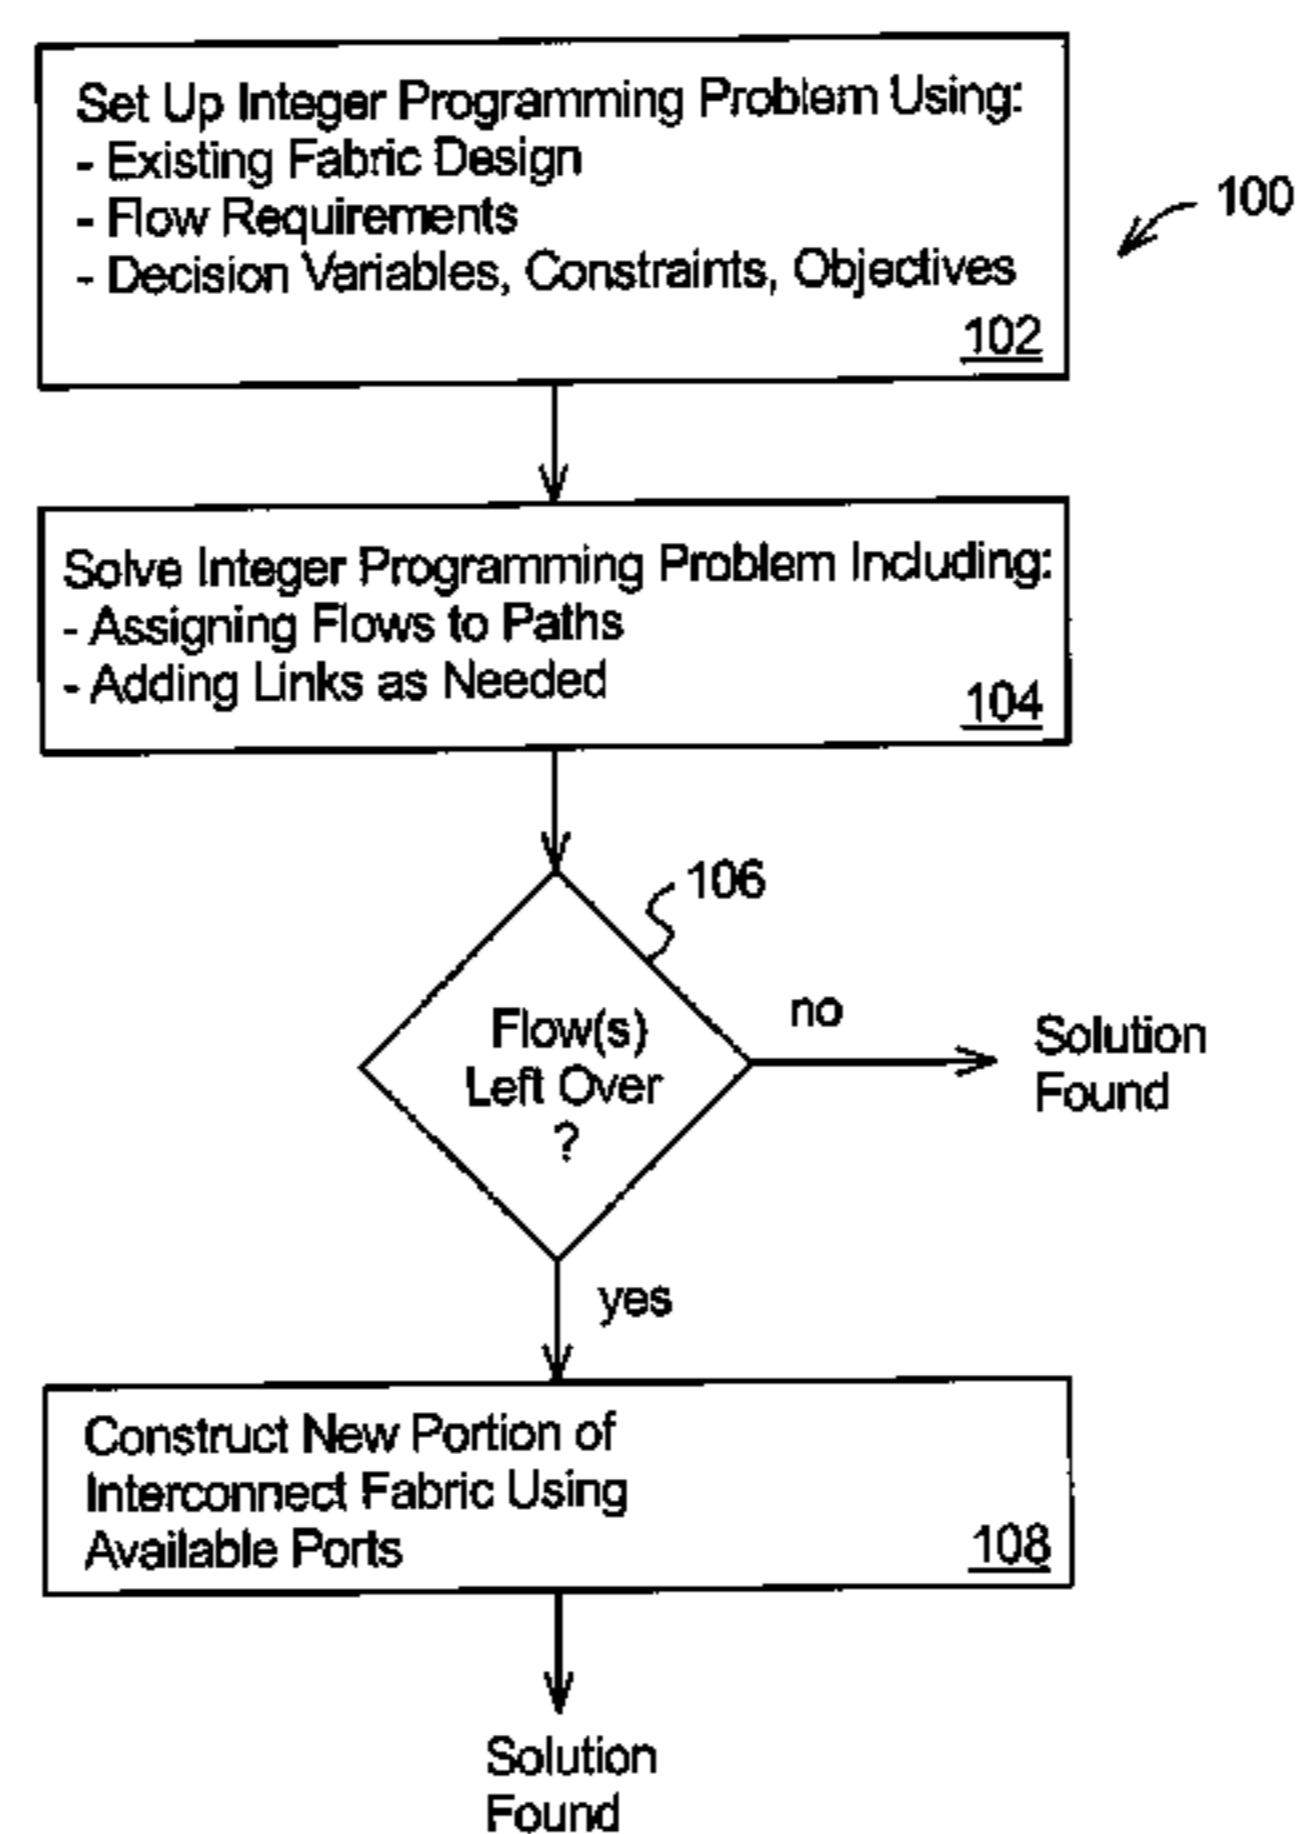 Set Up Integer Programming Problem Using:
- Existing Fabric Design
- Flow Requirements
- Decision Variables, Constraints, Objectives
102
100
Solve Integer Programming Problem Including:
- Assigning Flows to Paths
- Adding Links as Needed
104
106
Flow(s)
Left Over
?
no
Solution
Found
yes
Construct New Portion of
Interconnect Fabric Using
Available Ports
108
Solution
Found